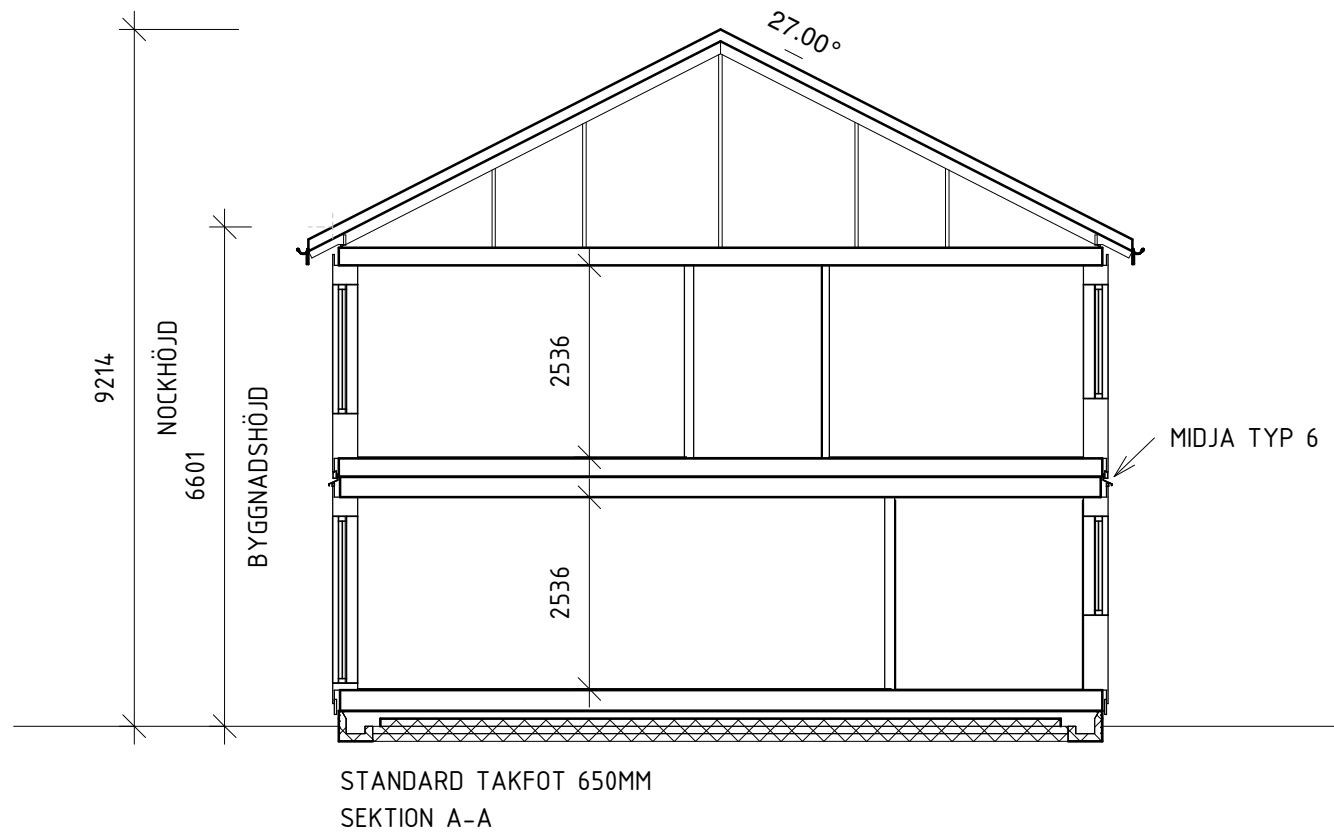 27.00°
9214
NOCKHÖJD
6601
BYGGNADSHÖJD
2536
MIDJA TYP 6
2536
STANDARD TAKFOT 650MM
SEKTION A-A